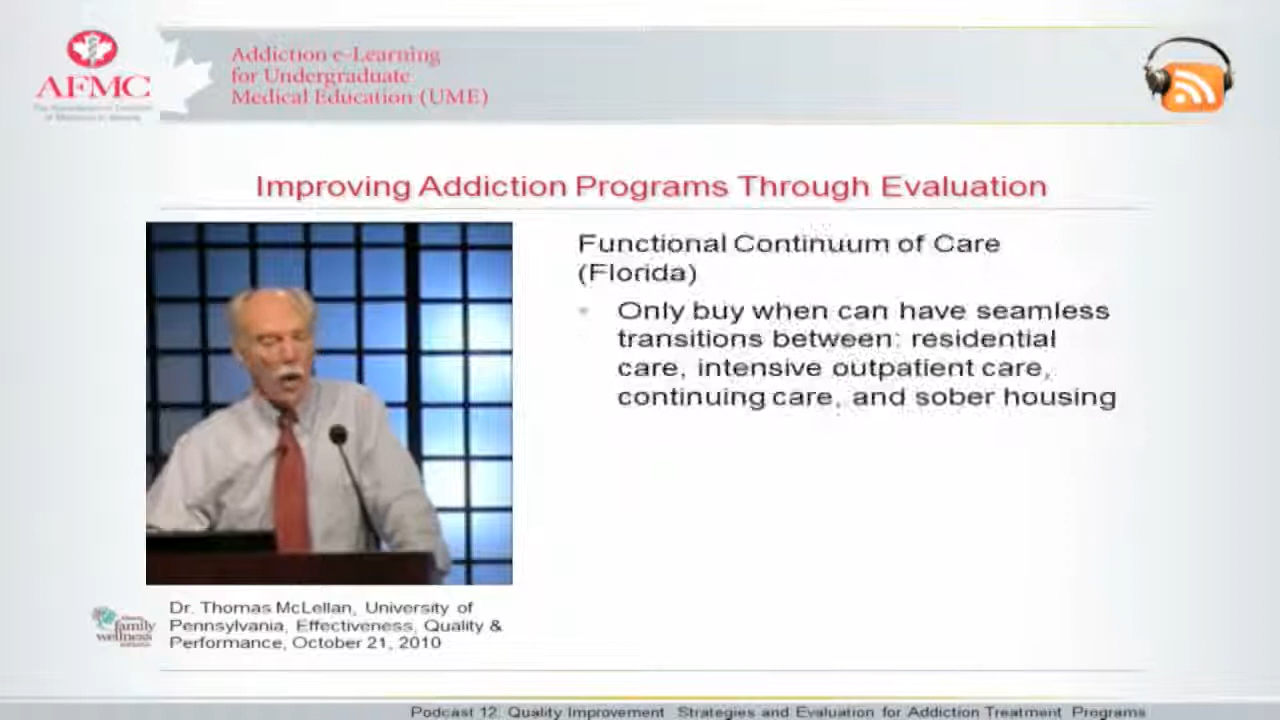 AFMC
Addiction e-Learning
for Undergraduate
Medical Education (UME)
Improving Addiction Programs Through Evaluation
Functional Continuum of Care
(Florida)
Only buy when can have seamless
transitions between: residential
care, intensive outpatient care,
continuing care, and sober housing
family
wellness
Dr. Thomas McLellan, University of
Pennsylvania, Effectiveness, Quality &
Performance, October 21, 2010
Podcast 12: Quality Improvement Strategies and Evaluation for Addiction Treatment Programs